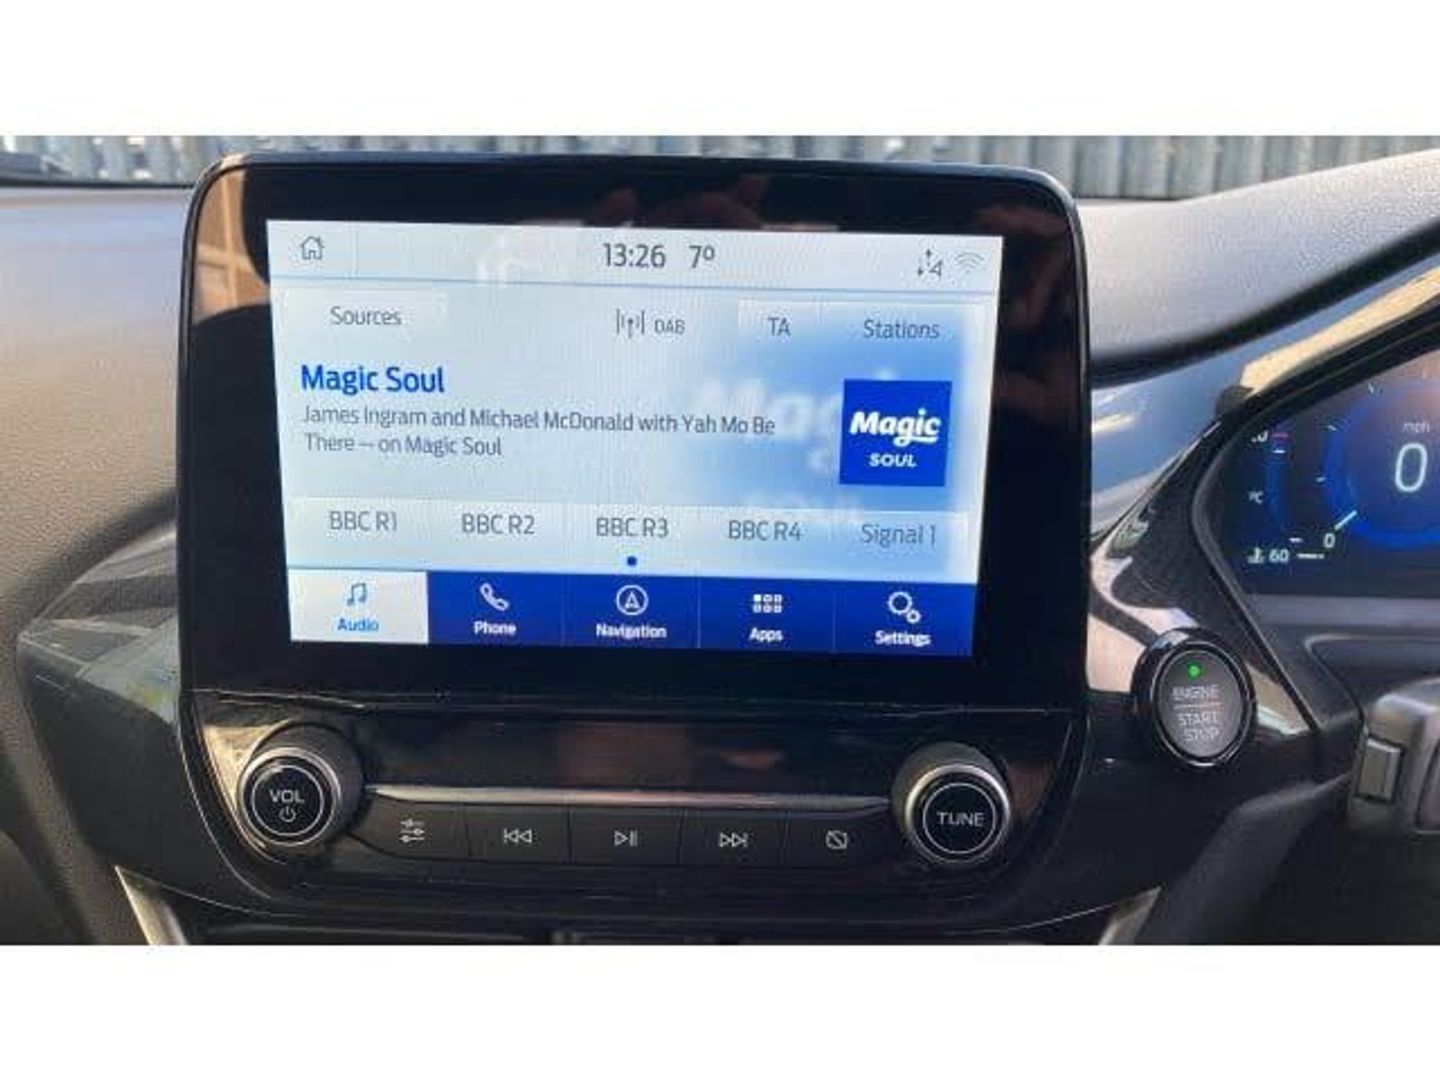 13:26 7º
Sources DAB TA Stations
Magic Soul
James Ingram and Michael McDonald with Yah Mo Be
There – on Magic Soul
Magic
SOUL
BBC R1 BBC R2 BBC R3 BBC R4 Signal 1
Audio Phone Navigation Apps Settings
VOL
TUNE
ENGINE
START
STOP
mph
0
ºC
60
0